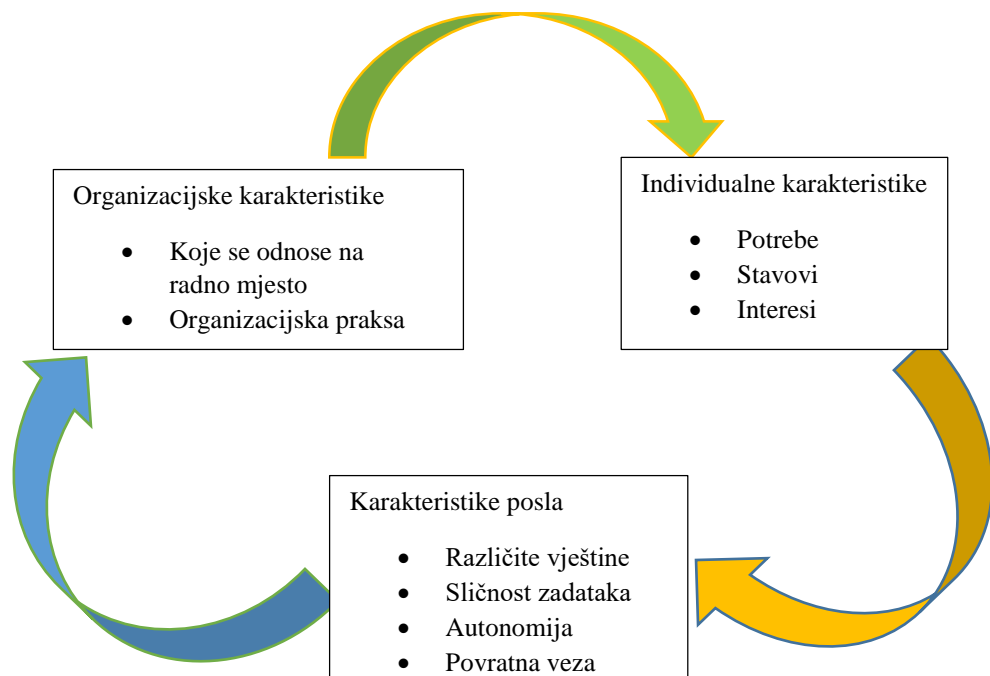 Organizacijske karakteristike
• Koje se odnose na
radno mjesto
• Organizacijska praksa
Individualne karakteristike
• Potrebe
• Stavovi
• Interesi
Karakteristike posla
• Različite vještine
• Sličnost zadataka
• Autonomija
• Povratna veza